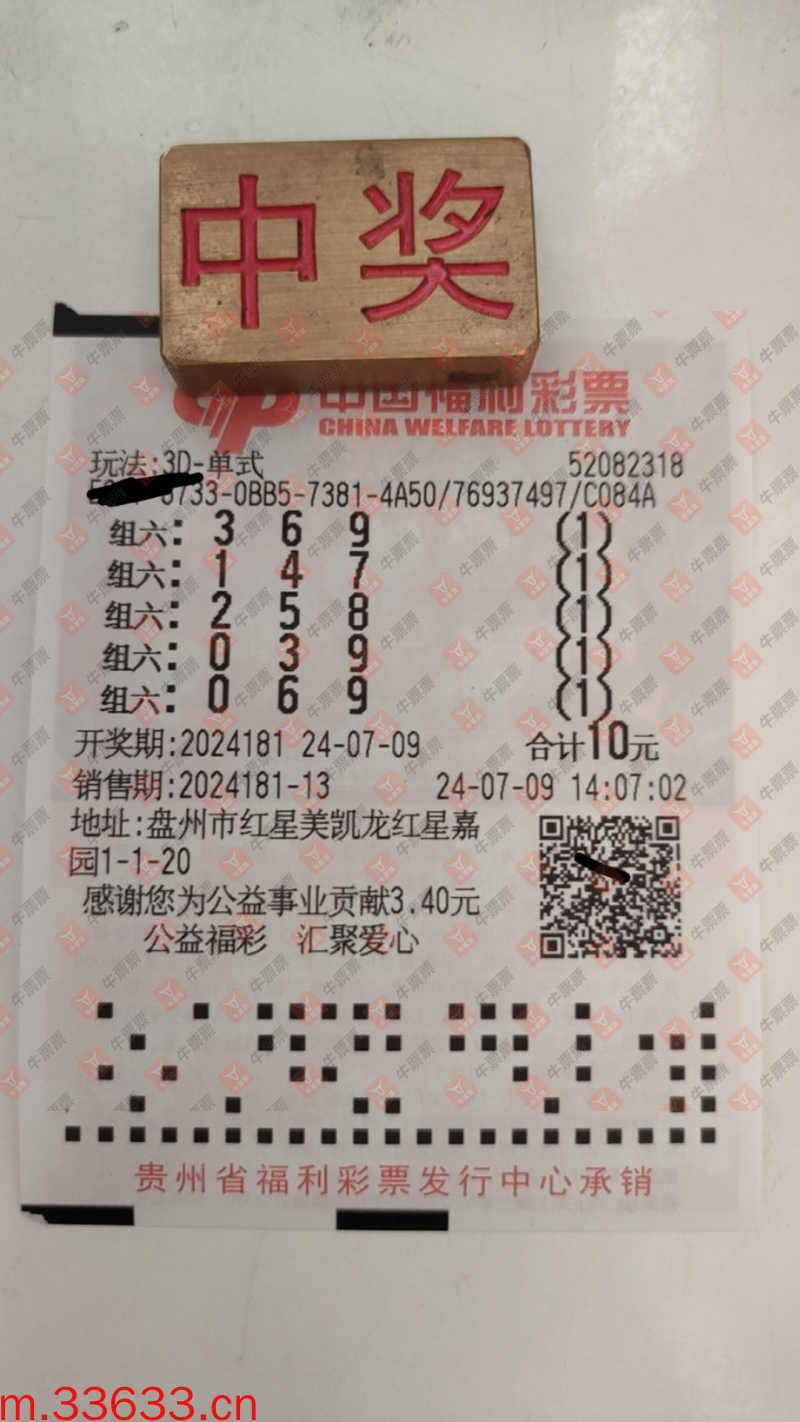 中奖
中国福利彩票
CHINA WELFARE LOTTERY
玩法:3D-单式 52082318
733-0BB5-7381-4A50/76937497/C084A
组六: 3 6 9 (1)
组六: 1 4 7 (1)
组六: 2 5 8 (1)
组六: 0 3 9 (1)
组六: 0 6 9 (1)
开奖期:2024181 24-07-09 合计10元
销售期:2024181-13 24-07-09 14:07:02
地址:盘州市红星美凯龙红星嘉
园1-1-20
感谢您为公益事业贡献3.40元
公益福彩 汇聚爱心
贵州省福利彩票发行中心承销
牛票票
m.33633.cn